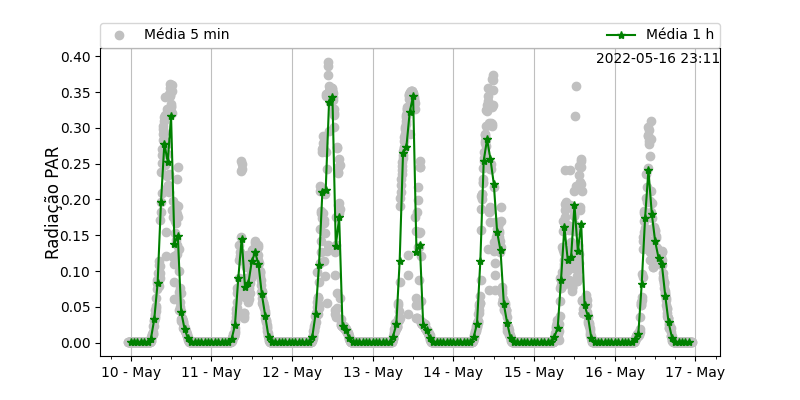 Média 5 min
Média 1 h
2022-05-16 23:11
Radiação PAR
0.40
0.35
0.30
0.25
0.20
0.15
0.10
0.05
0.00
10 - May
11 - May
12 - May
13 - May
14 - May
15 - May
16 - May
17 - May